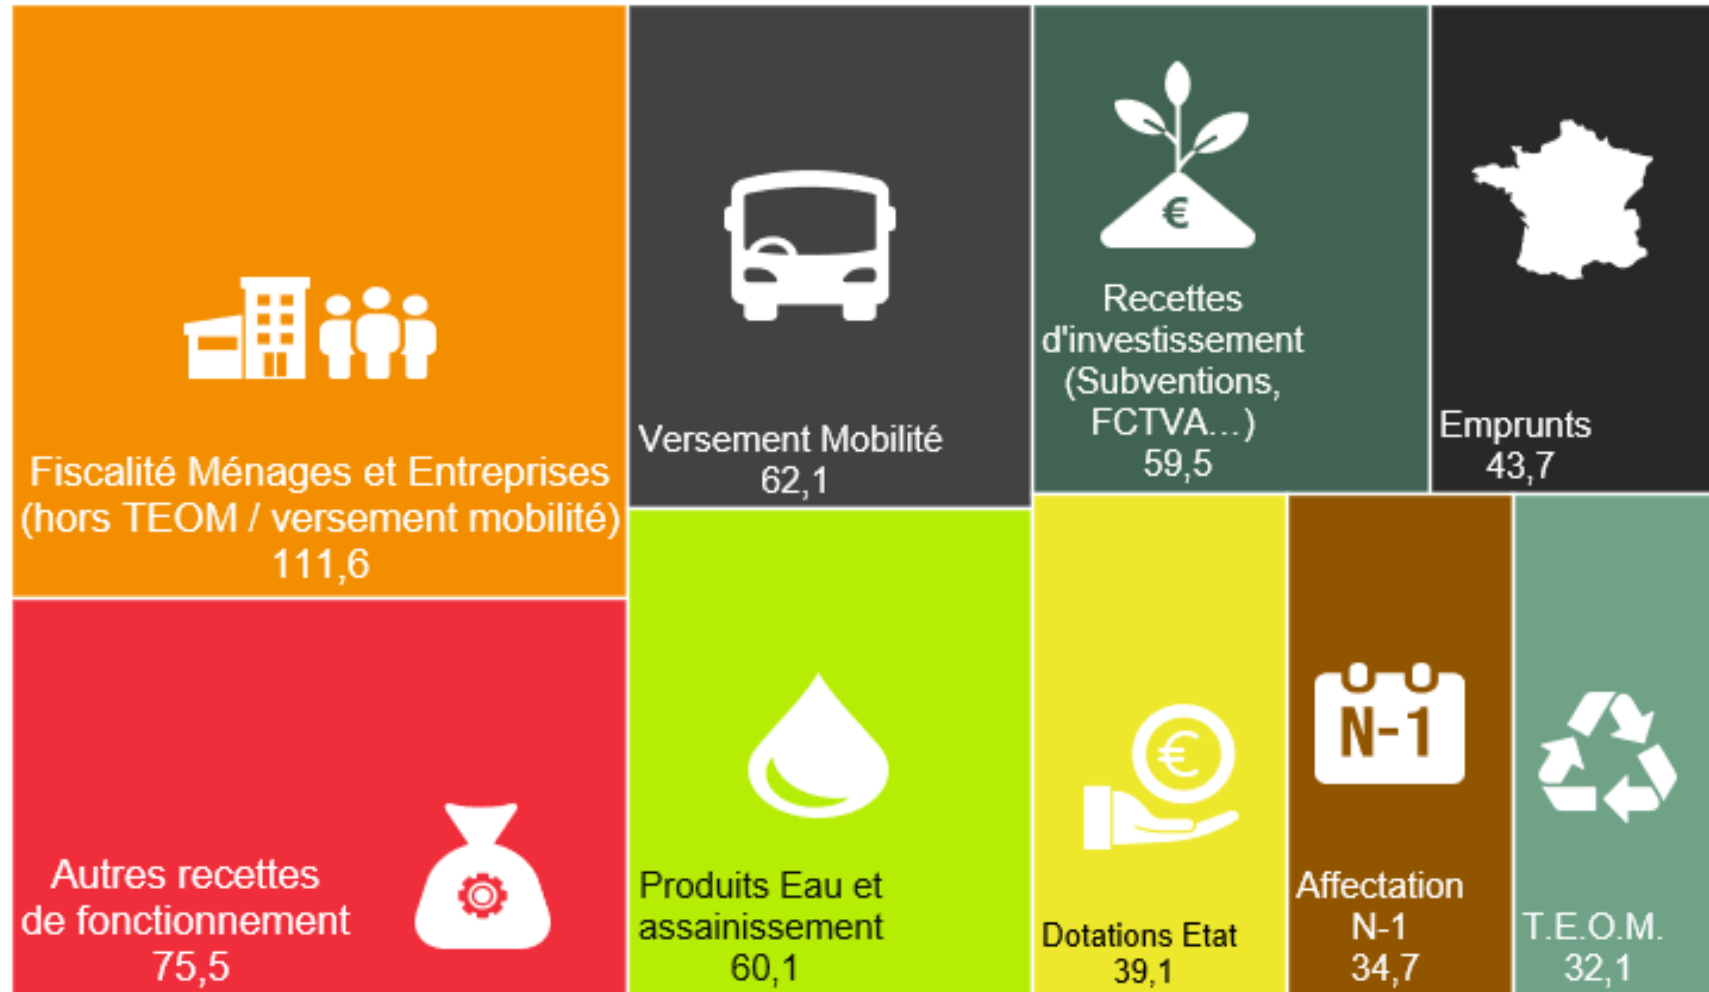 Fiscalité Ménages et Entreprises
(hors TEOM / versement mobilité)
111,6
Versement Mobilité
62,1
€
Recettes
d'investissement
(Subventions,
FCTVA...)
59,5
Emprunts
43,7
Autres recettes
de fonctionnement
75,5
Produits Eau et
assainissement
60,1
€
Dotations Etat
39,1
N-1
Affectation
N-1
34,7
T.E.O.M.
32,1